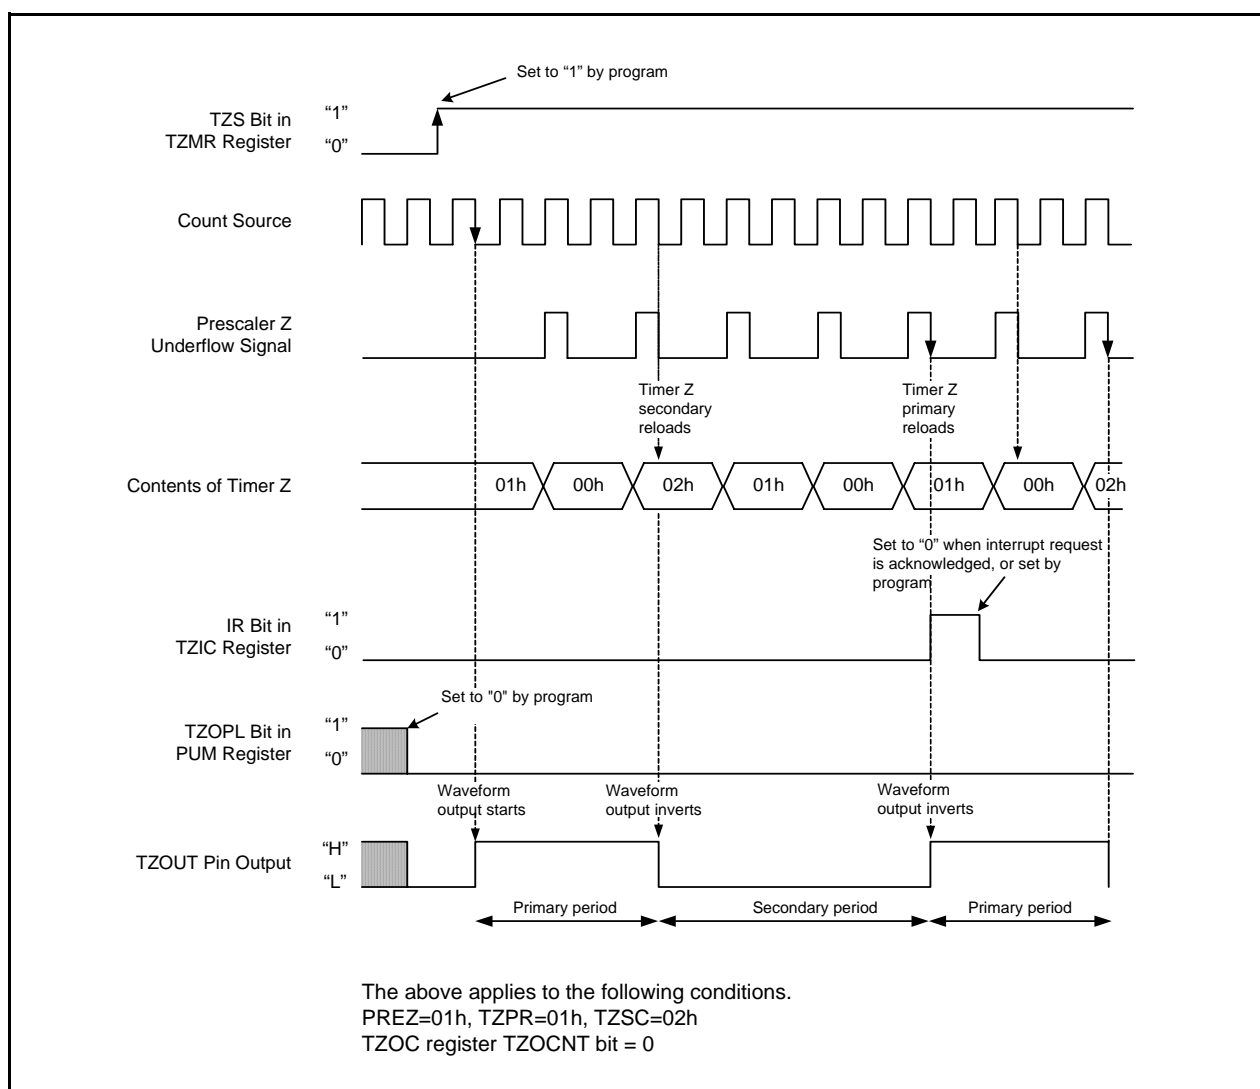 Set to “1” by program
TZS Bit in
TZMR Register
“1”
“0”
Count Source
Prescaler Z
Underflow Signal
Timer Z
secondary
reloads
Timer Z
primary
reloads
Contents of Timer Z
01h
00h
02h
01h
00h
01h
00h
02h
Set to “0” when interrupt request
is acknowledged, or set by
program
IR Bit in
TZIC Register
“1”
“0”
Set to "0" by program
TZOPL Bit in
PUM Register
“1”
“0”
Waveform
output starts
Waveform
output inverts
Waveform
output inverts
TZOUT Pin Output
“H”
“L”
Primary period
Secondary period
Primary period
The above applies to the following conditions.
PREZ=01h, TZPR=01h, TZSC=02h
TZOC register TZOCNT bit = 0